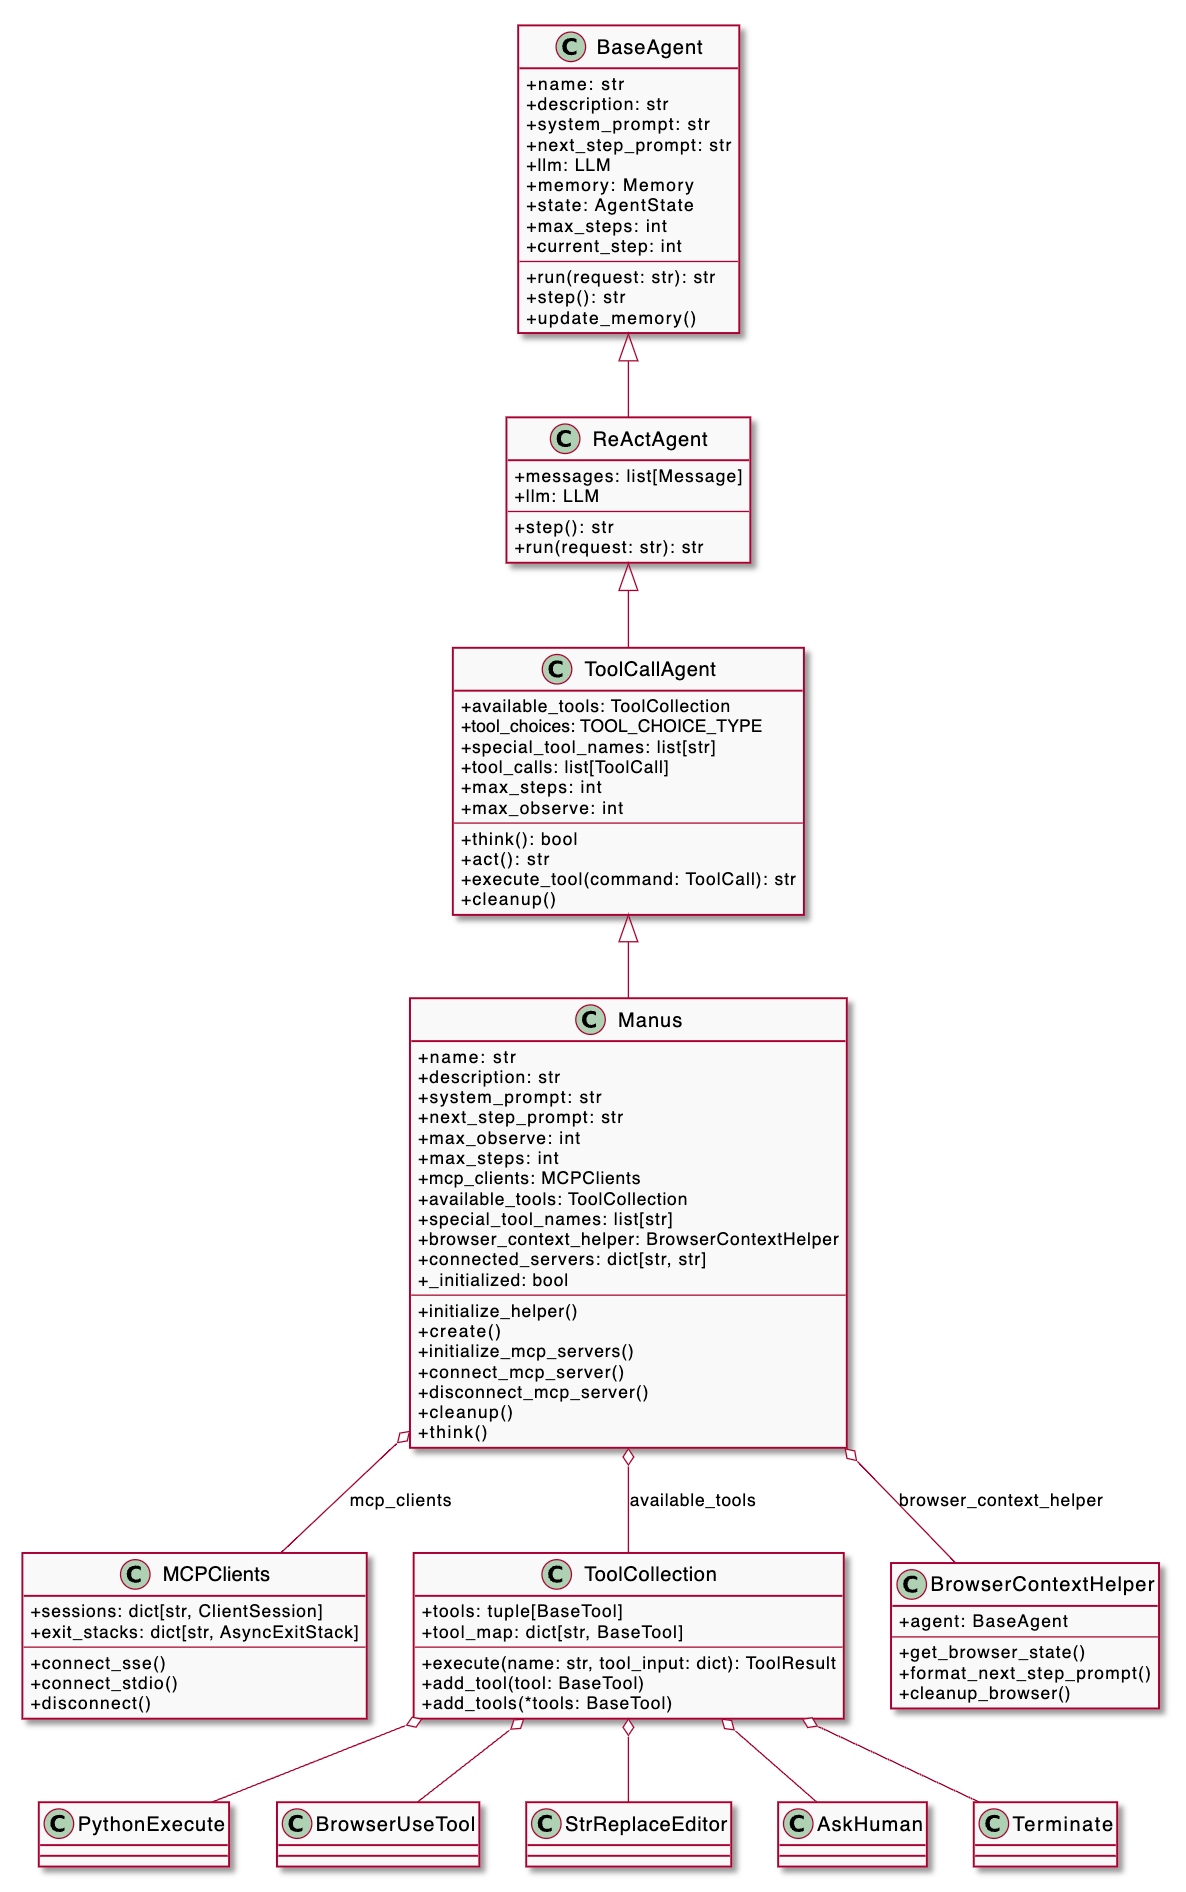 C BaseAgent
+name: str
+description: str
+system_prompt: str
+next_step_prompt: str
+llm: LLM
+memory: Memory
+state: AgentState
+max_steps: int
+current_step: int
+run(request: str): str
+step(): str
+update_memory()
C ReActAgent
+messages: list[Message]
+llm: LLM
+step(): str
+run(request: str): str
C ToolCallAgent
+available_tools: ToolCollection
+tool_choices: TOOL_CHOICE_TYPE
+special_tool_names: list[str]
+tool_calls: list[ToolCall]
+max_steps: int
+max_observe: int
+think(): bool
+act(): str
+execute_tool(command: ToolCall): str
+cleanup()
C Manus
+name: str
+description: str
+system_prompt: str
+next_step_prompt: str
+max_observe: int
+max_steps: int
+mcp_clients: MCPClients
+available_tools: ToolCollection
+special_tool_names: list[str]
+browser_context_helper: BrowserContextHelper
+connected_servers: dict[str, str]
+_initialized: bool
+initialize_helper()
+create()
+initialize_mcp_servers()
+connect_mcp_server()
+disconnect_mcp_server()
+cleanup()
+think()
mcp_clients
available_tools
browser_context_helper
C MCPClients
+sessions: dict[str, ClientSession]
+exit_stacks: dict[str, AsyncExitStack]
+connect_sse()
+connect_stdio()
+disconnect()
C ToolCollection
+tools: tuple[BaseTool]
+tool_map: dict[str, BaseTool]
+execute(name: str, tool_input: dict): ToolResult
+add_tool(tool: BaseTool)
+add_tools(*tools: BaseTool)
C BrowserContextHelper
+agent: BaseAgent
+get_browser_state()
+format_next_step_prompt()
+cleanup_browser()
C PythonExecute
C BrowserUseTool
C StrReplaceEditor
C AskHuman
C Terminate